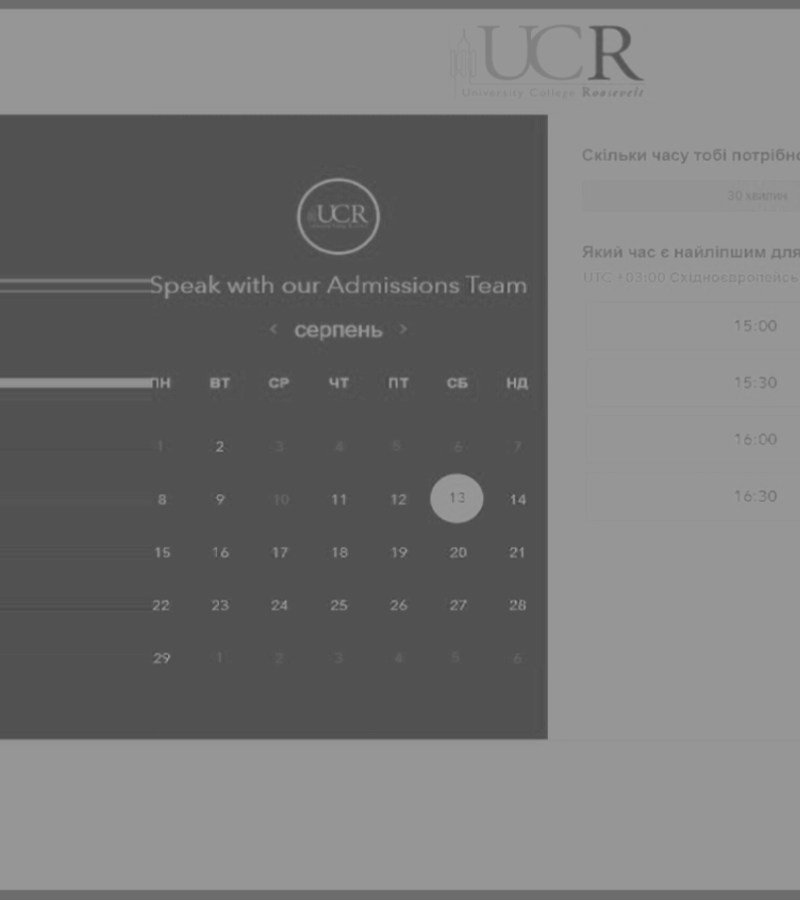 UCR
University College Roosevelt
UCR
Speak with our Admissions Team
‹ серпень ›
ПН ВТ СР ЧТ ПТ СБ НД
1 2 3 4 5 6 7
8 9 10 11 12 13 14
15 16 17 18 19 20 21
22 23 24 25 26 27 28
29 1 2 3 4 5 6
Скільки часу тобі потрібно
30 хвилин
Який час є найліпшим для
UTC +03:00 Східноєвропейсь
15:00
15:30
16:00
16:30